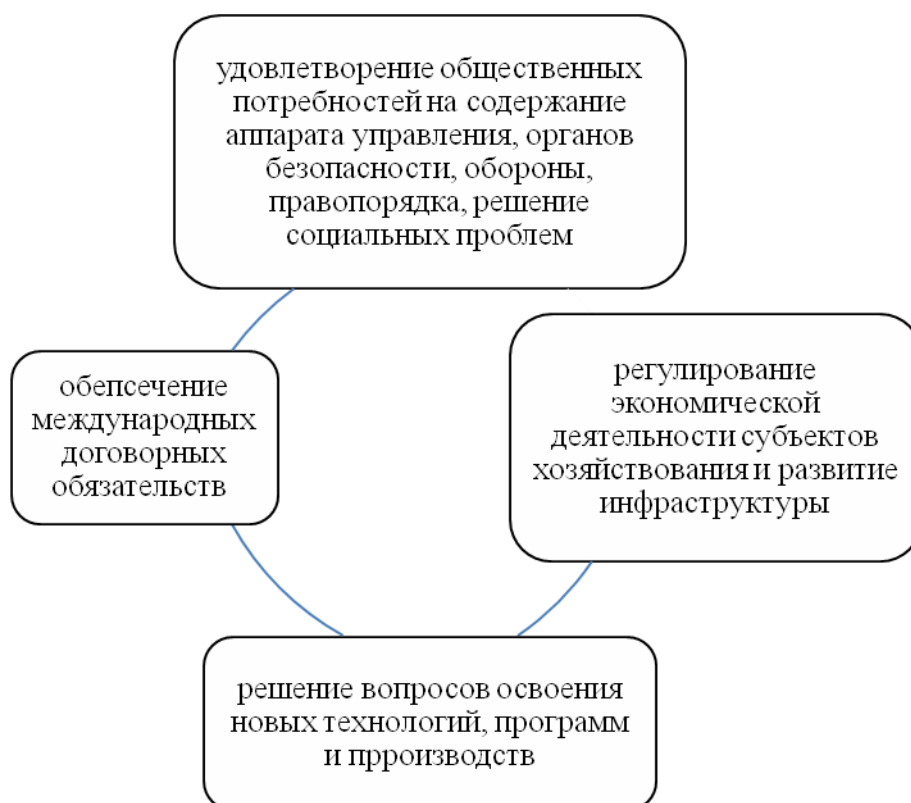 удовлетворение общественных
потребностей на содержание
аппарата управления, органов
безопасности, обороны,
правопорядка, решение
социальных проблем
регулирование
экономической
деятельности субъектов
хозяйствования и развитие
инфраструктуры
решение вопросов освоения
новых технологий, программ
и прроизводств
обепсечение
международных
договорных
обязательств